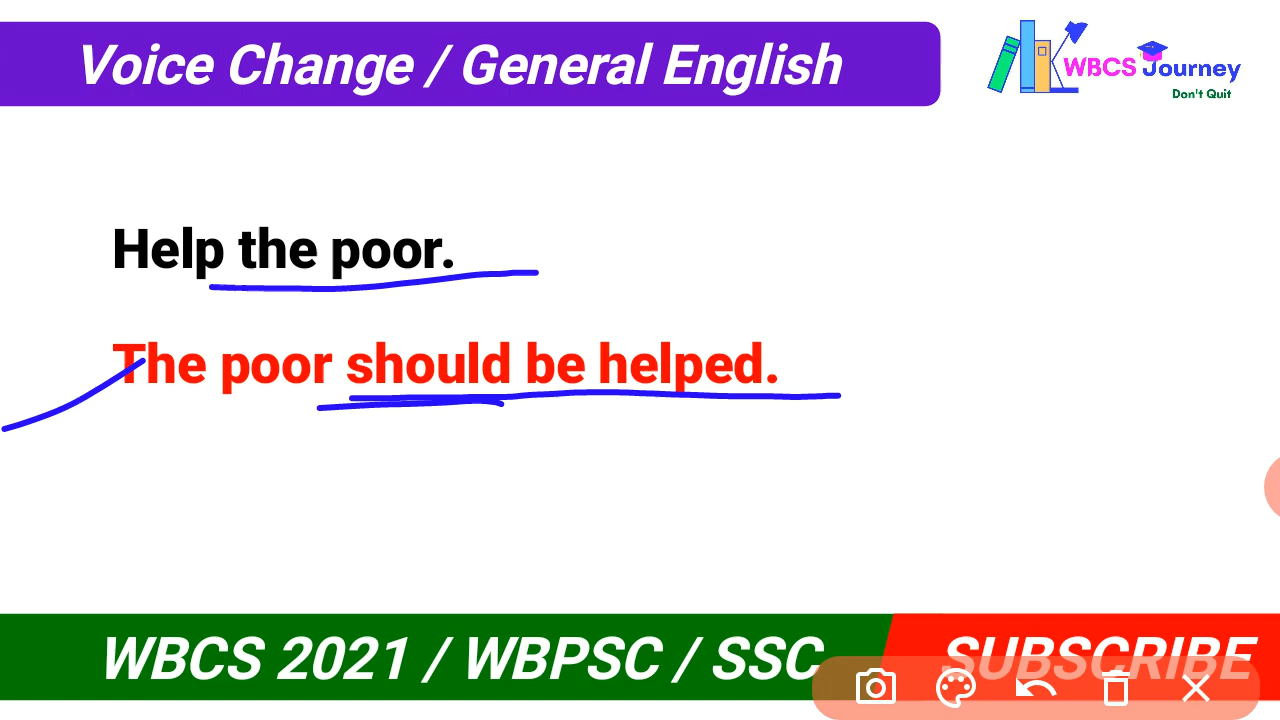 Voice Change / General English
WBCS Journey
Don't Quit
Help the poor.
The poor should be helped.
WBCS 2021 / WBPSC / SSC
SUBSCRIBE